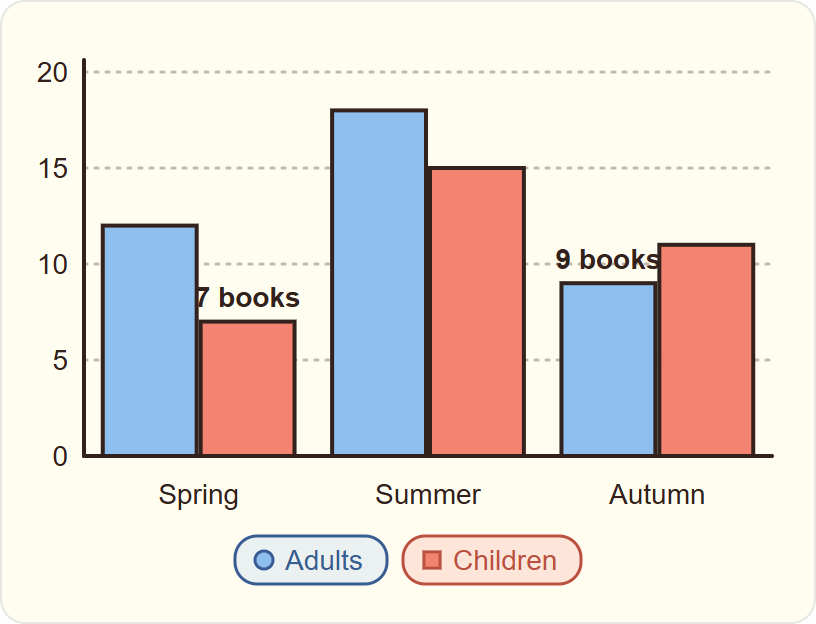 20
15
10
5
0
7 books
9 books
Spring
Summer
Autumn
Adults
Children